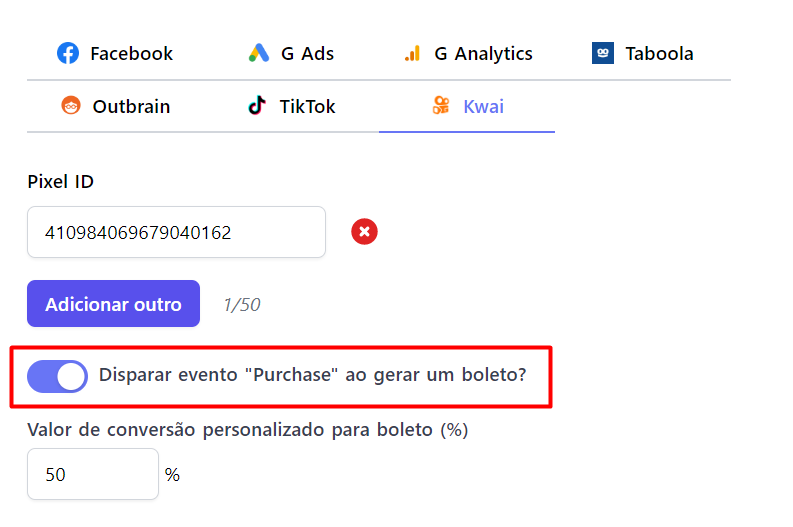 Facebook G Ads G Analytics Taboola
Outbrain TikTok Kwai
Pixel ID
410984069679040162
Adicionar outro 1/50
Disparar evento "Purchase" ao gerar um boleto?
Valor de conversão personalizado para boleto (%)
50 %